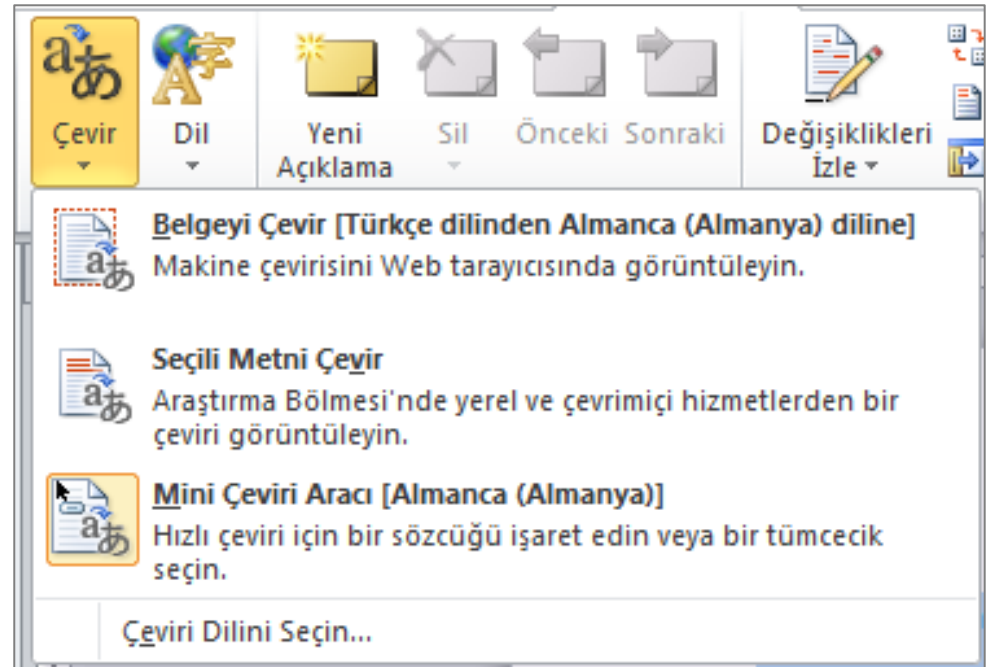 Çevir
Dil
Yeni
Açıklama
Sil
Önceki
Sonraki
Değişiklikleri
İzle
Belgeyi Çevir [Türkçe dilinden Almanca (Almanya) diline]
Makine çevirisini Web tarayıcısında görüntüleyin.
Seçili Metni Çevir
Araştırma Bölmesi'nde yerel ve çevrimiçi hizmetlerden bir
çeviri görüntüleyin.
Mini Çeviri Aracı [Almanca (Almanya)]
Hızlı çeviri için bir sözcüğü işaret edin veya bir tümcecik
seçin.
Çeviri Dilini Seçin...